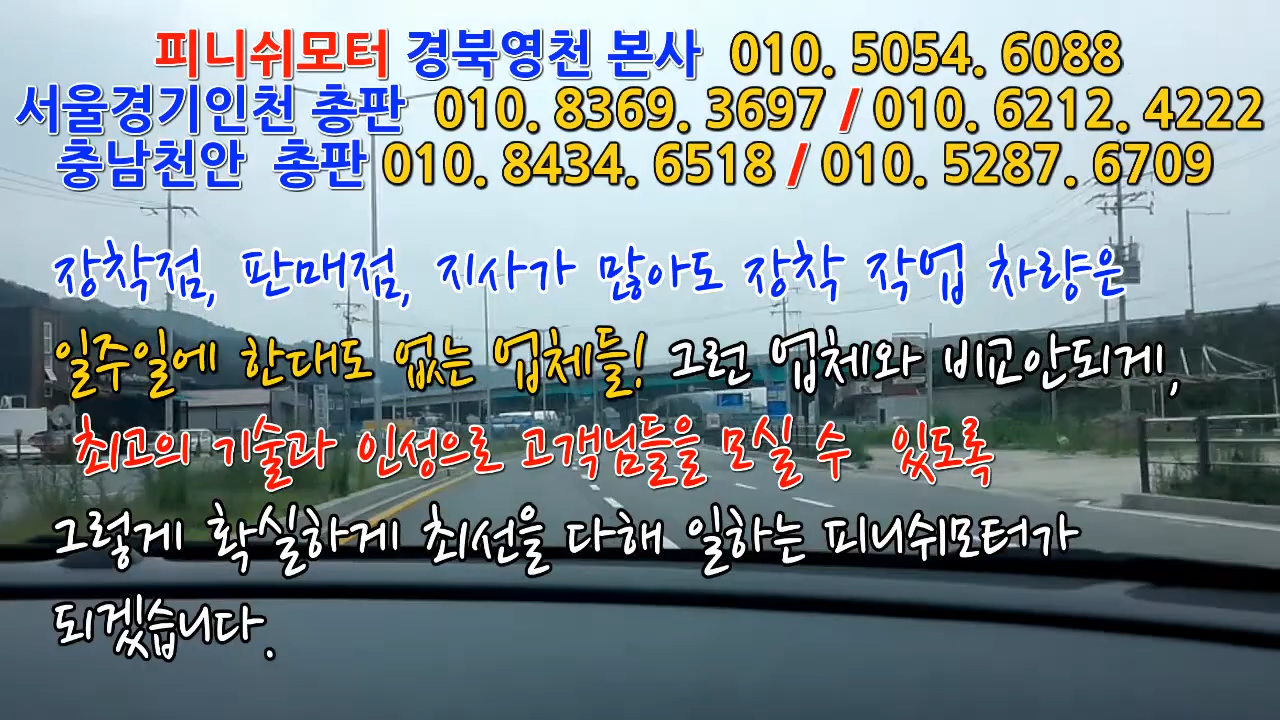 피니쉬모터 경북영천 본사 010. 5054. 6088
서울경기인천 총판 010. 8369. 3697 / 010. 6212. 4222
충남천안 총판 010. 8434. 6518 / 010. 5287. 6709
장착점, 판매점, 지사가 많아도 장착 작업 차량은
일주일에 한대도 없는 업체들! 그런 업체와 비교안되게,
최고의 기술과 인성으로 고객님들을 모실 수 있도록
그렇게 확실하게 최선을 다해 일하는 피니쉬모터가
되겠습니다.